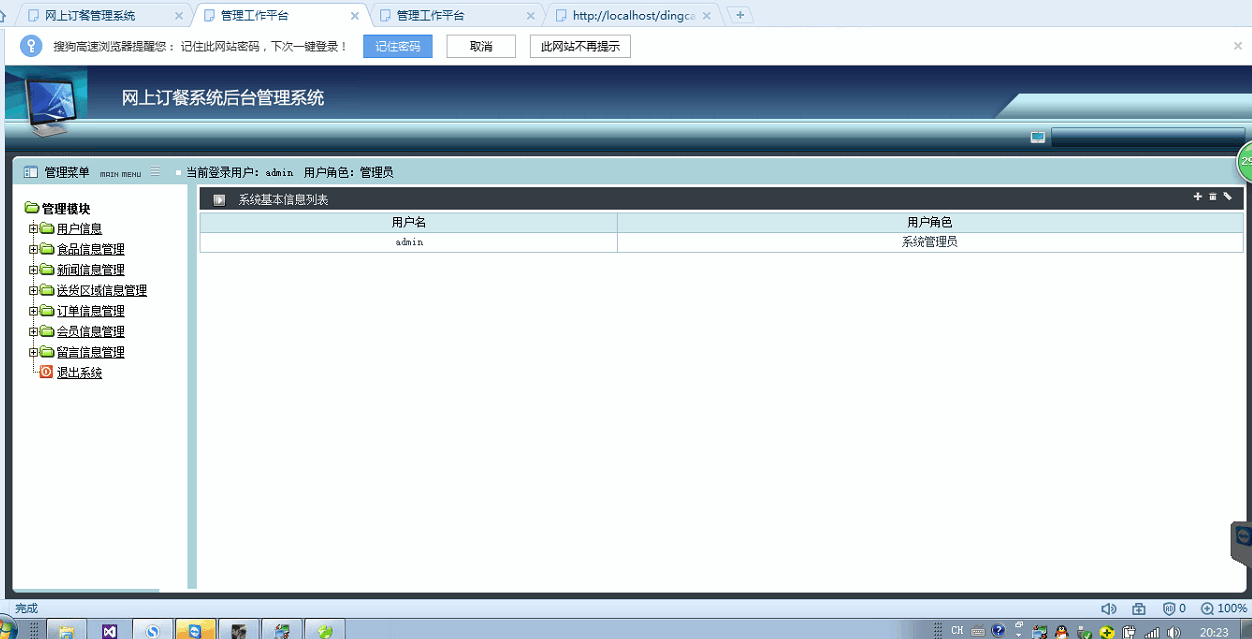 网上订餐管理系统
管理工作平台
管理工作平台
http://localhost/dingca
搜狗高速浏览器提醒您： 记住此网站密码，下次一键登录！ 记住密码 取消 此网站不再提示
网上订餐系统后台管理系统
管理菜单 MAIN MENU 当前登录用户: admin 用户角色: 管理员
系统基本信息列表
用户名 用户角色
admin 系统管理员
管理模块
用户信息
食品信息管理
新闻信息管理
送货区域信息管理
订单信息管理
会员信息管理
留言信息管理
退出系统
29
完成 0 100%
CH 20:23